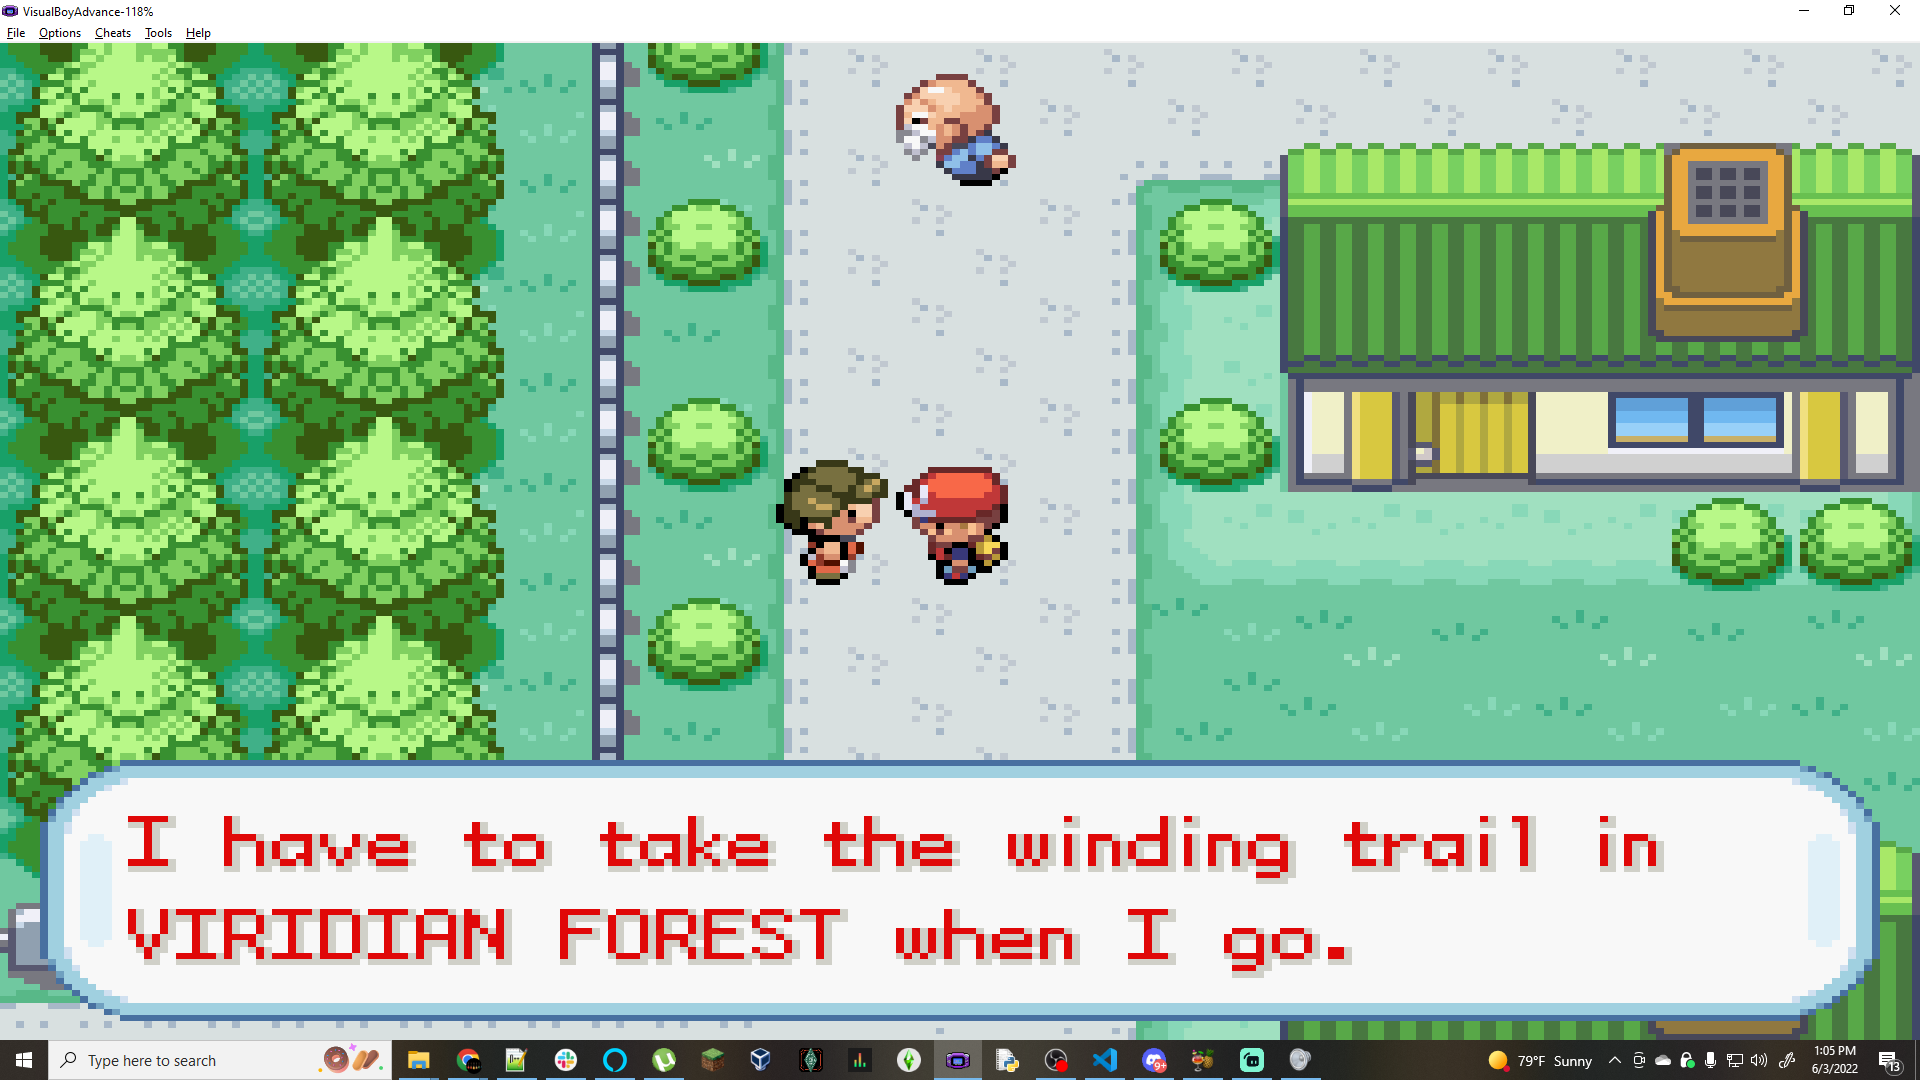 VisualBoyAdvance-118%
File Options Cheats Tools Help
I have to take the winding trail in
VIRIDIAN FOREST when I go.
Type here to search
9+
79°F Sunny
1:05 PM
6/3/2022
13